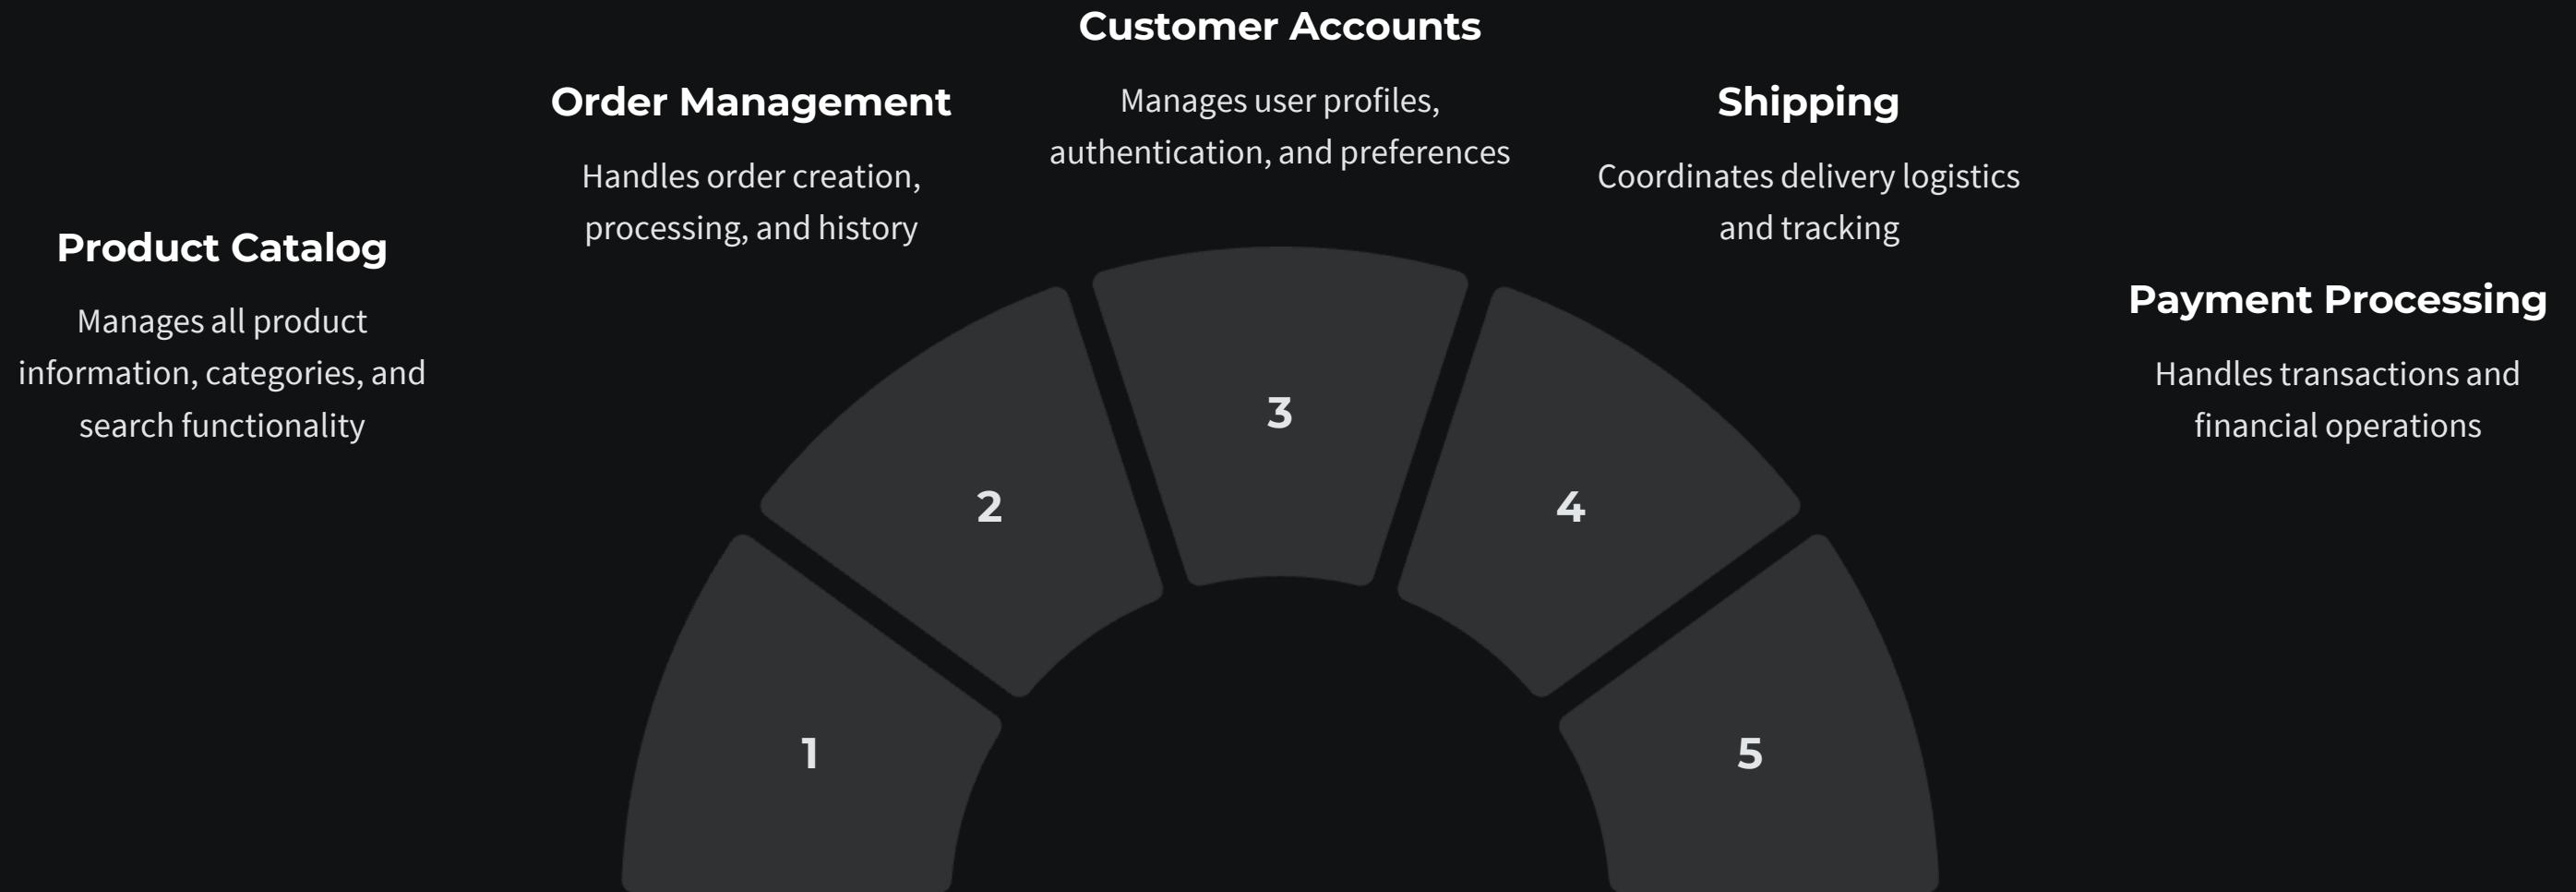 Product Catalog
Manages all product
information, categories, and
search functionality
Order Management
Handles order creation,
processing, and history
Customer Accounts
Manages user profiles,
authentication, and preferences
Shipping
Coordinates delivery logistics
and tracking
Payment Processing
Handles transactions and
financial operations
1
2
3
4
5